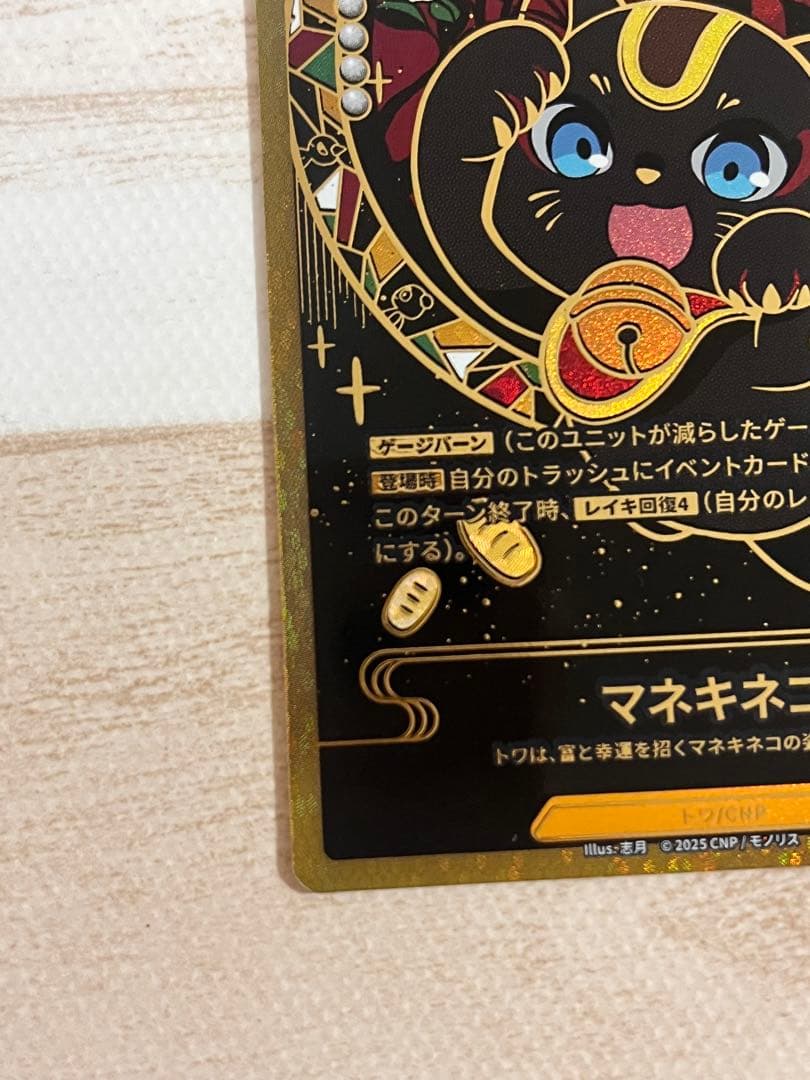 ゲージバーン (このユニットが減らしたゲー
登場時 自分のトラッシュにイベントカード
このターン終了時、レイキ回復4 (自分のレ
にする)。
マネキネコ
トワは、富と幸運を招くマネキネコの姿
トワ/CNP
Illus. 志月 © 2025 CNP / モノリス